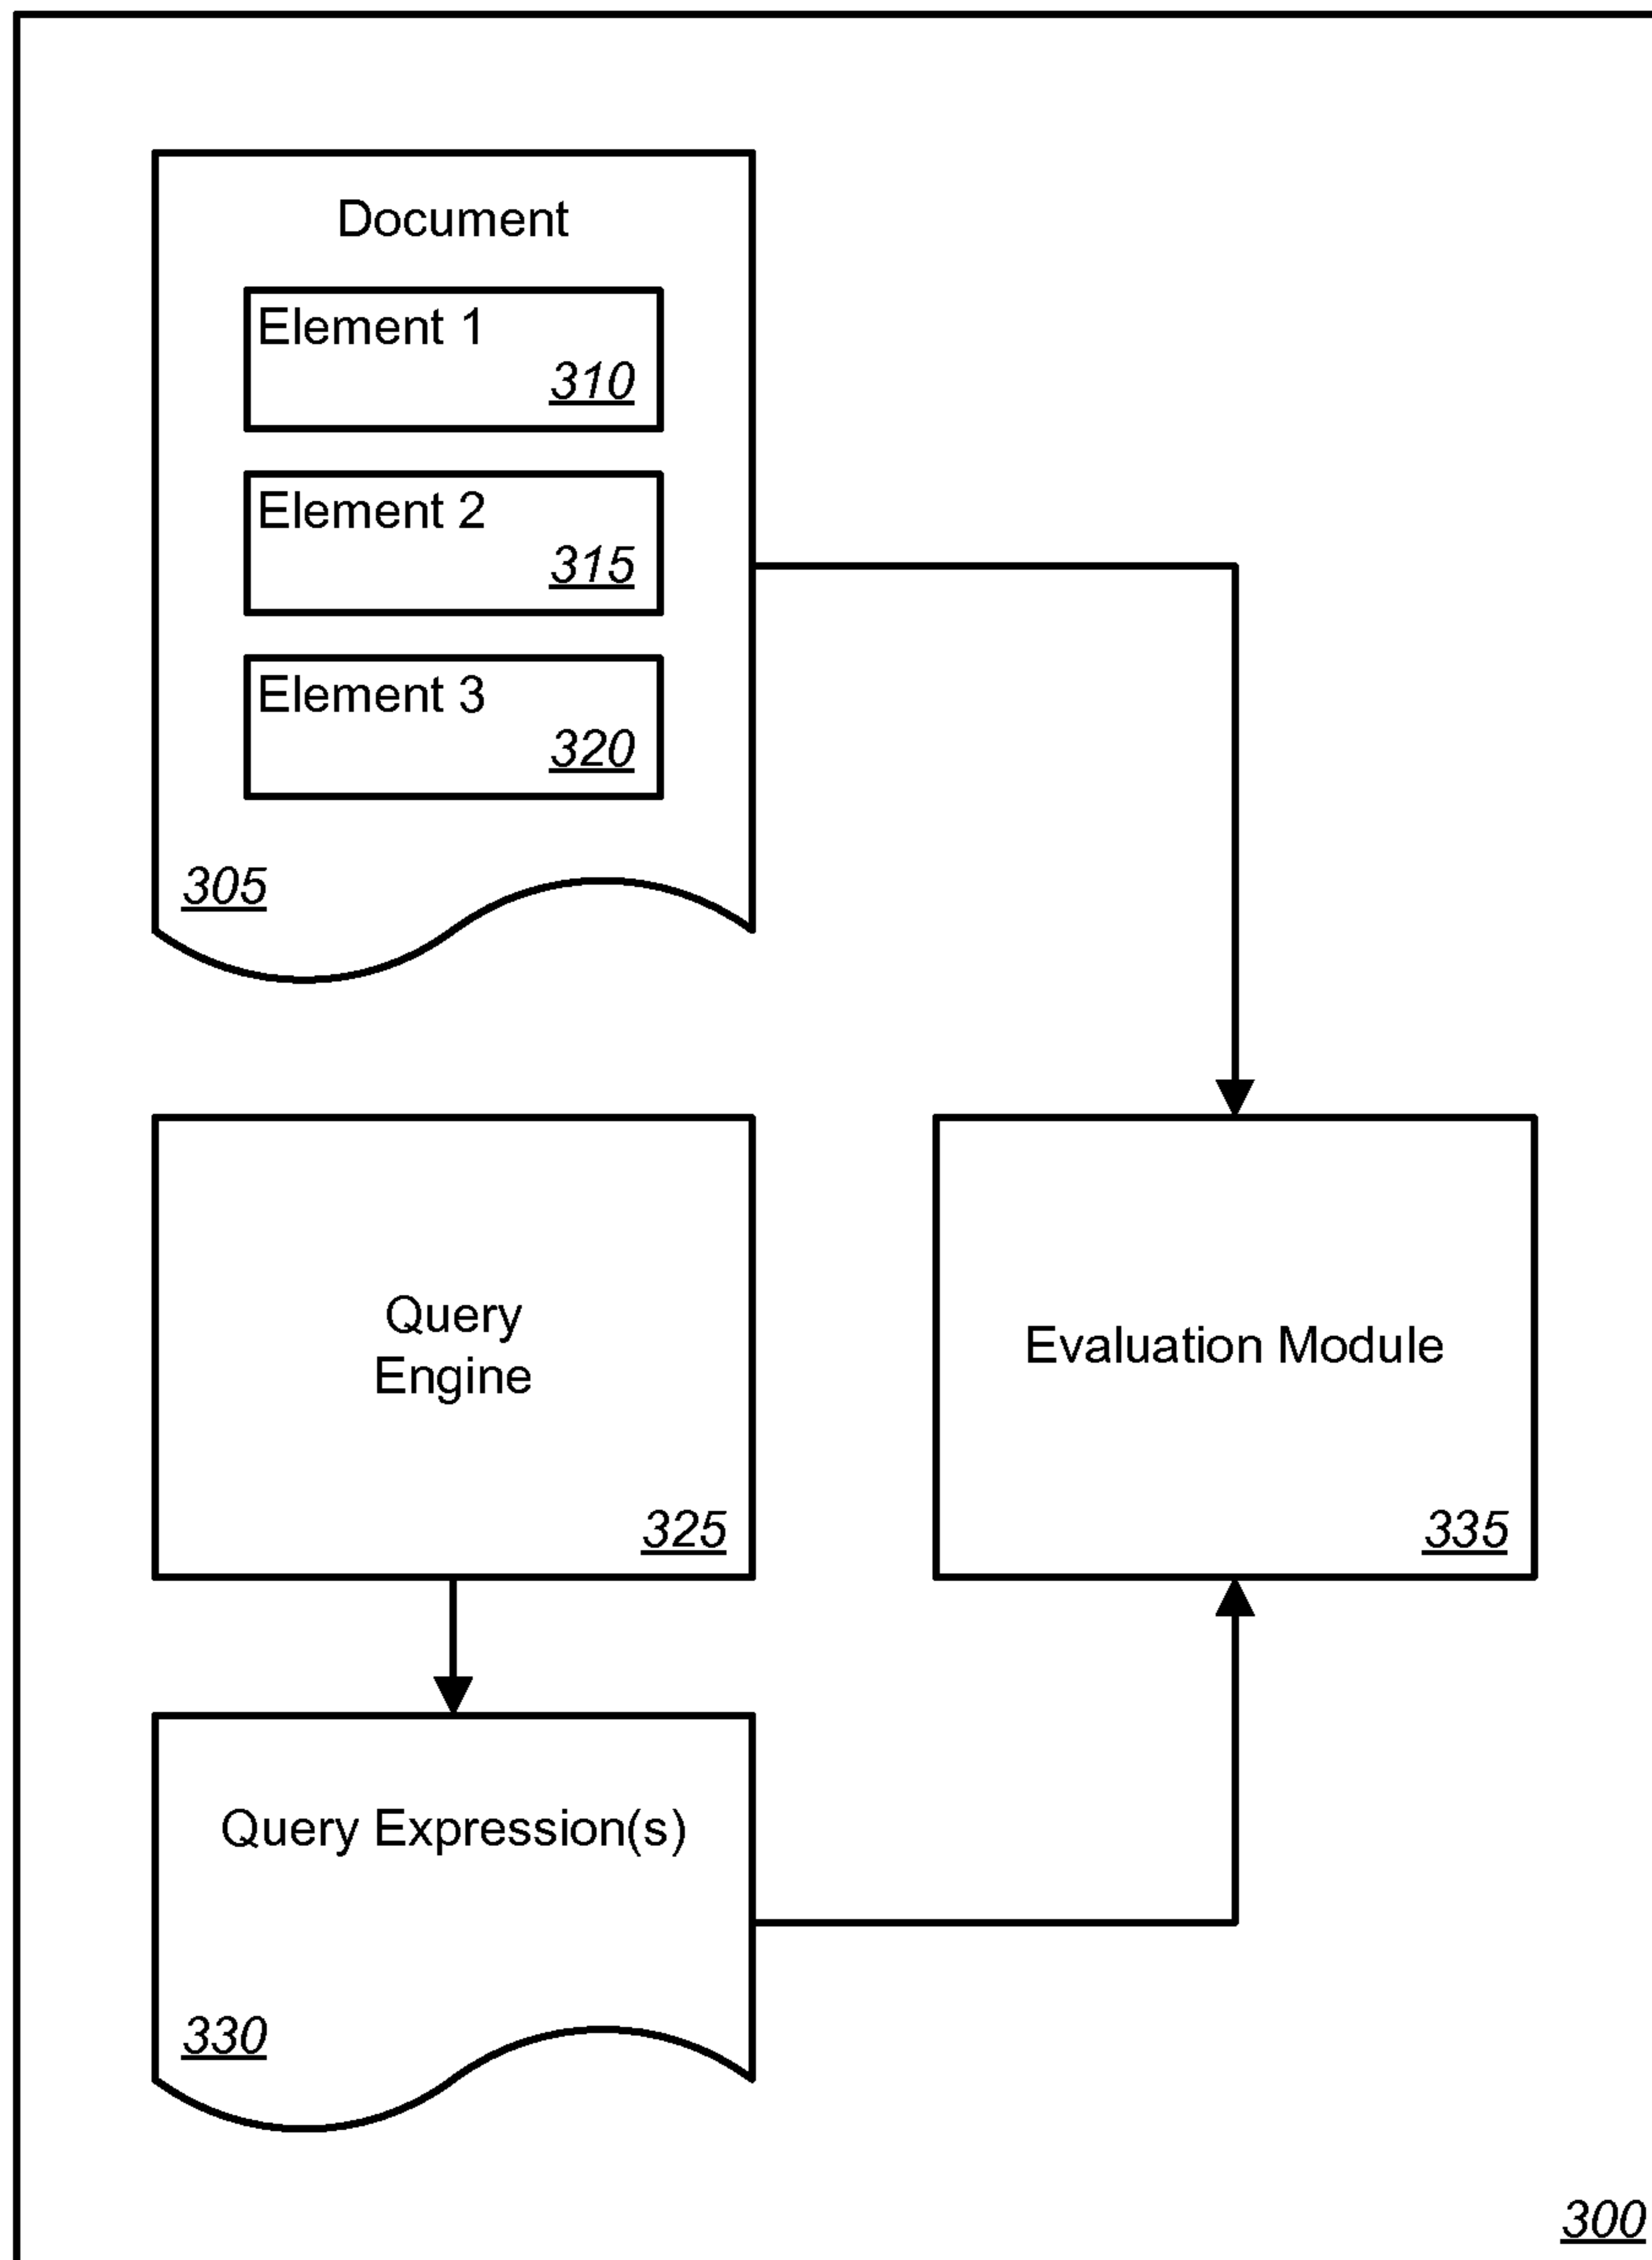 Document
Element 1
310
Element 2
315
Element 3
320
305
Query
Engine
325
Evaluation Module
335
Query Expression(s)
330
300